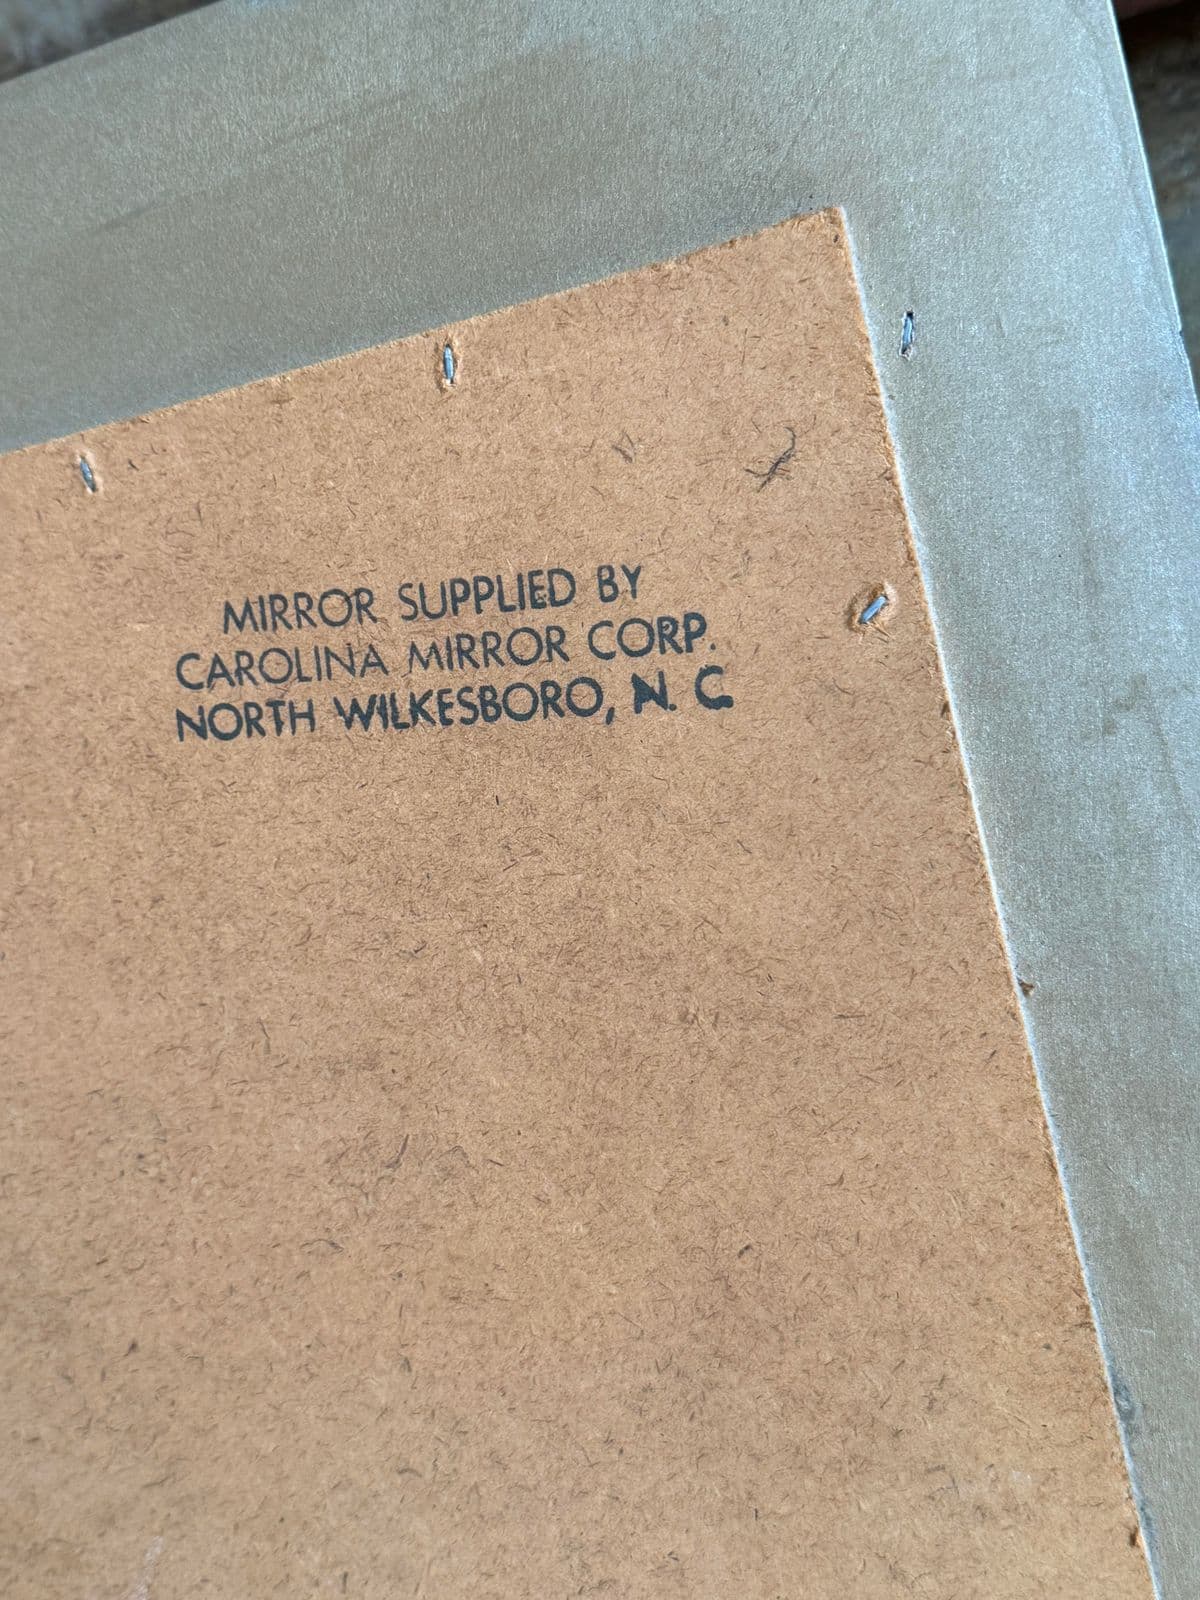 MIRROR SUPPLIED BY
CAROLINA MIRROR CORP.
NORTH WILKESBORO, N. C